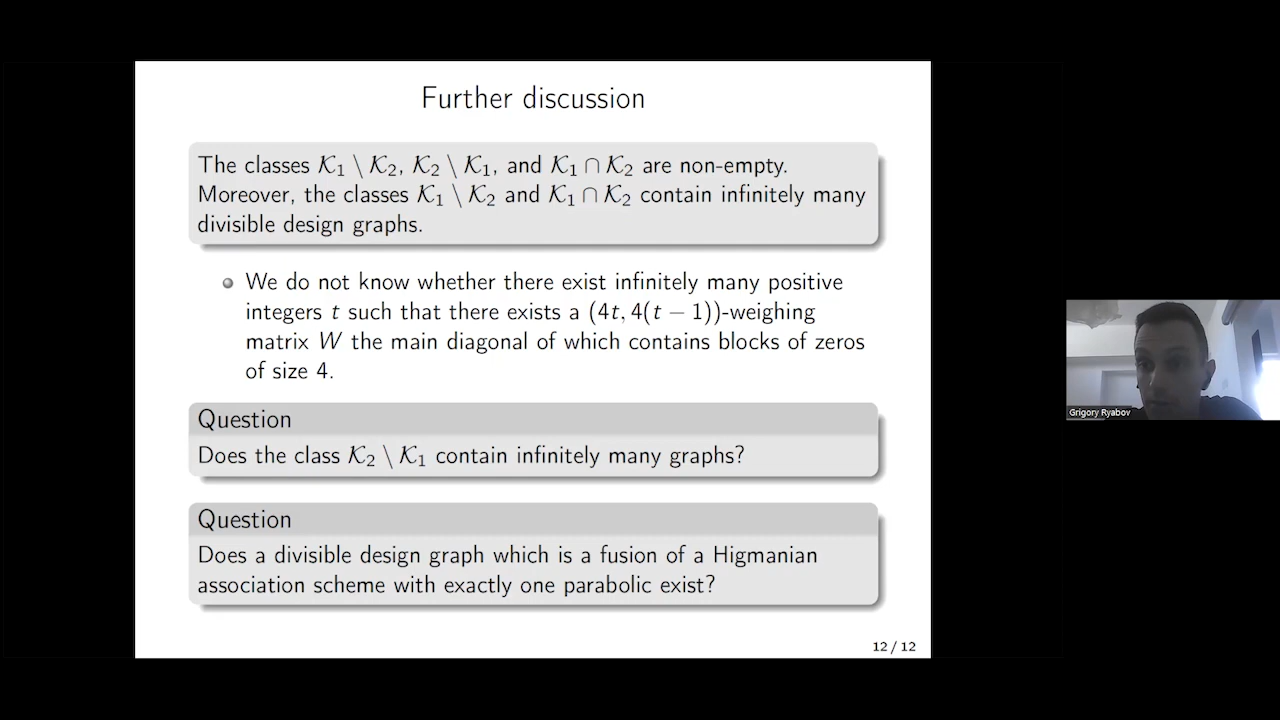 Further discussion
The classes 𝒦₁ \ 𝒦₂, 𝒦₂ \ 𝒦₁, and 𝒦₁ ∩ 𝒦₂ are non-empty.
Moreover, the classes 𝒦₁ \ 𝒦₂ and 𝒦₁ ∩ 𝒦₂ contain infinitely many
divisible design graphs.
We do not know whether there exist infinitely many positive
integers t such that there exists a (4t, 4(t − 1))-weighing
matrix W the main diagonal of which contains blocks of zeros
of size 4.
Question
Does the class 𝒦₂ \ 𝒦₁ contain infinitely many graphs?
Question
Does a divisible design graph which is a fusion of a Higmanian
association scheme with exactly one parabolic exist?
12 / 12
Grigory Ryabov